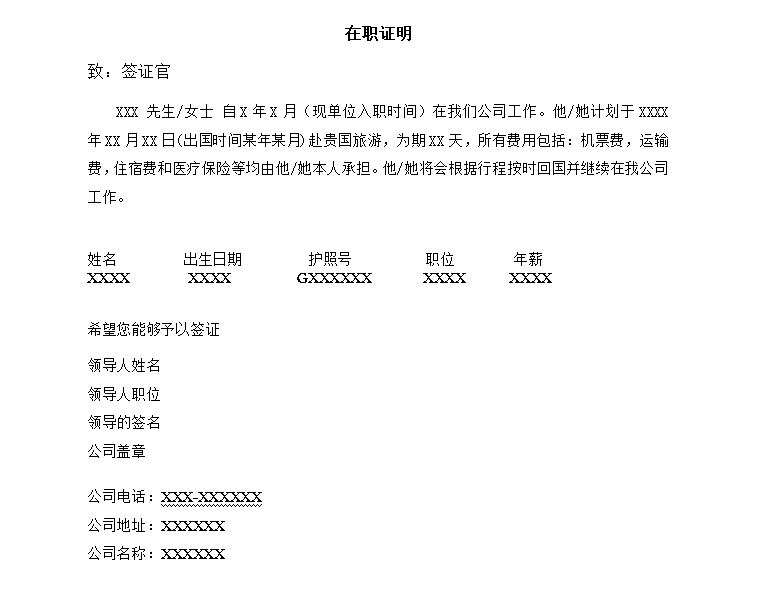 在职证明
致：签证官
XXX 先生/女士 自X年X月（现单位入职时间）在我们公司工作。他/她计划于XXXX
年XX月XX日(出国时间某年某月)赴贵国旅游，为期XX天，所有费用包括：机票费，运输
费，住宿费和医疗保险等均由他/她本人承担。他/她将会根据行程按时回国并继续在我公司
工作。
姓名 出生日期 护照号 职位 年薪
XXXX XXXX GXXXXXX XXXX XXXX
希望您能够予以签证
领导人姓名
领导人职位
领导的签名
公司盖章
公司电话：XXX-XXXXXX
公司地址：XXXXXX
公司名称：XXXXXX